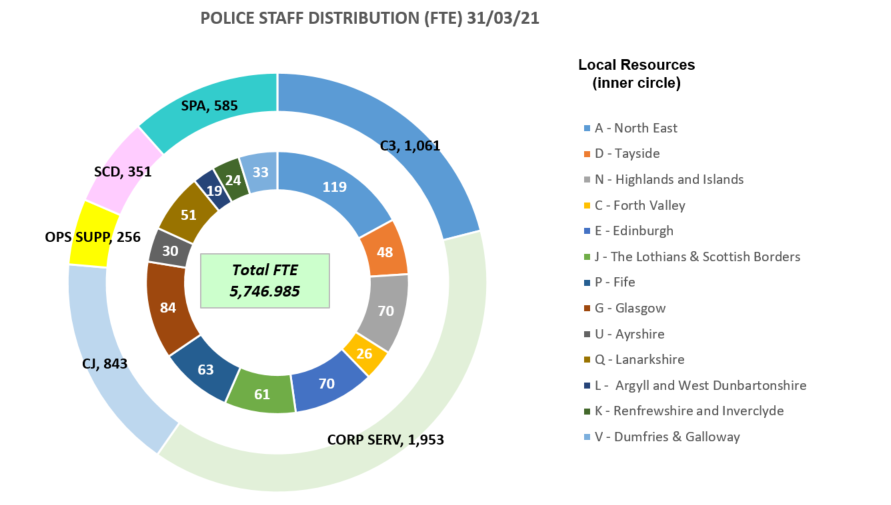 POLICE STAFF DISTRIBUTION (FTE) 31/03/21
Local Resources
(inner circle)
SPA, 585
C3, 1,061
SCD, 351
OPS SUPP, 256
CJ, 843
CORP SERV, 1,953
119
48
70
26
70
61
63
84
30
51
19
24
33
Total FTE
5,746.985
A - North East
D - Tayside
N - Highlands and Islands
C - Forth Valley
E - Edinburgh
J - The Lothians & Scottish Borders
P - Fife
G - Glasgow
U - Ayrshire
Q - Lanarkshire
L -  Argyll and West Dunbartonshire
K - Renfrewshire and Inverclyde
V - Dumfries & Galloway